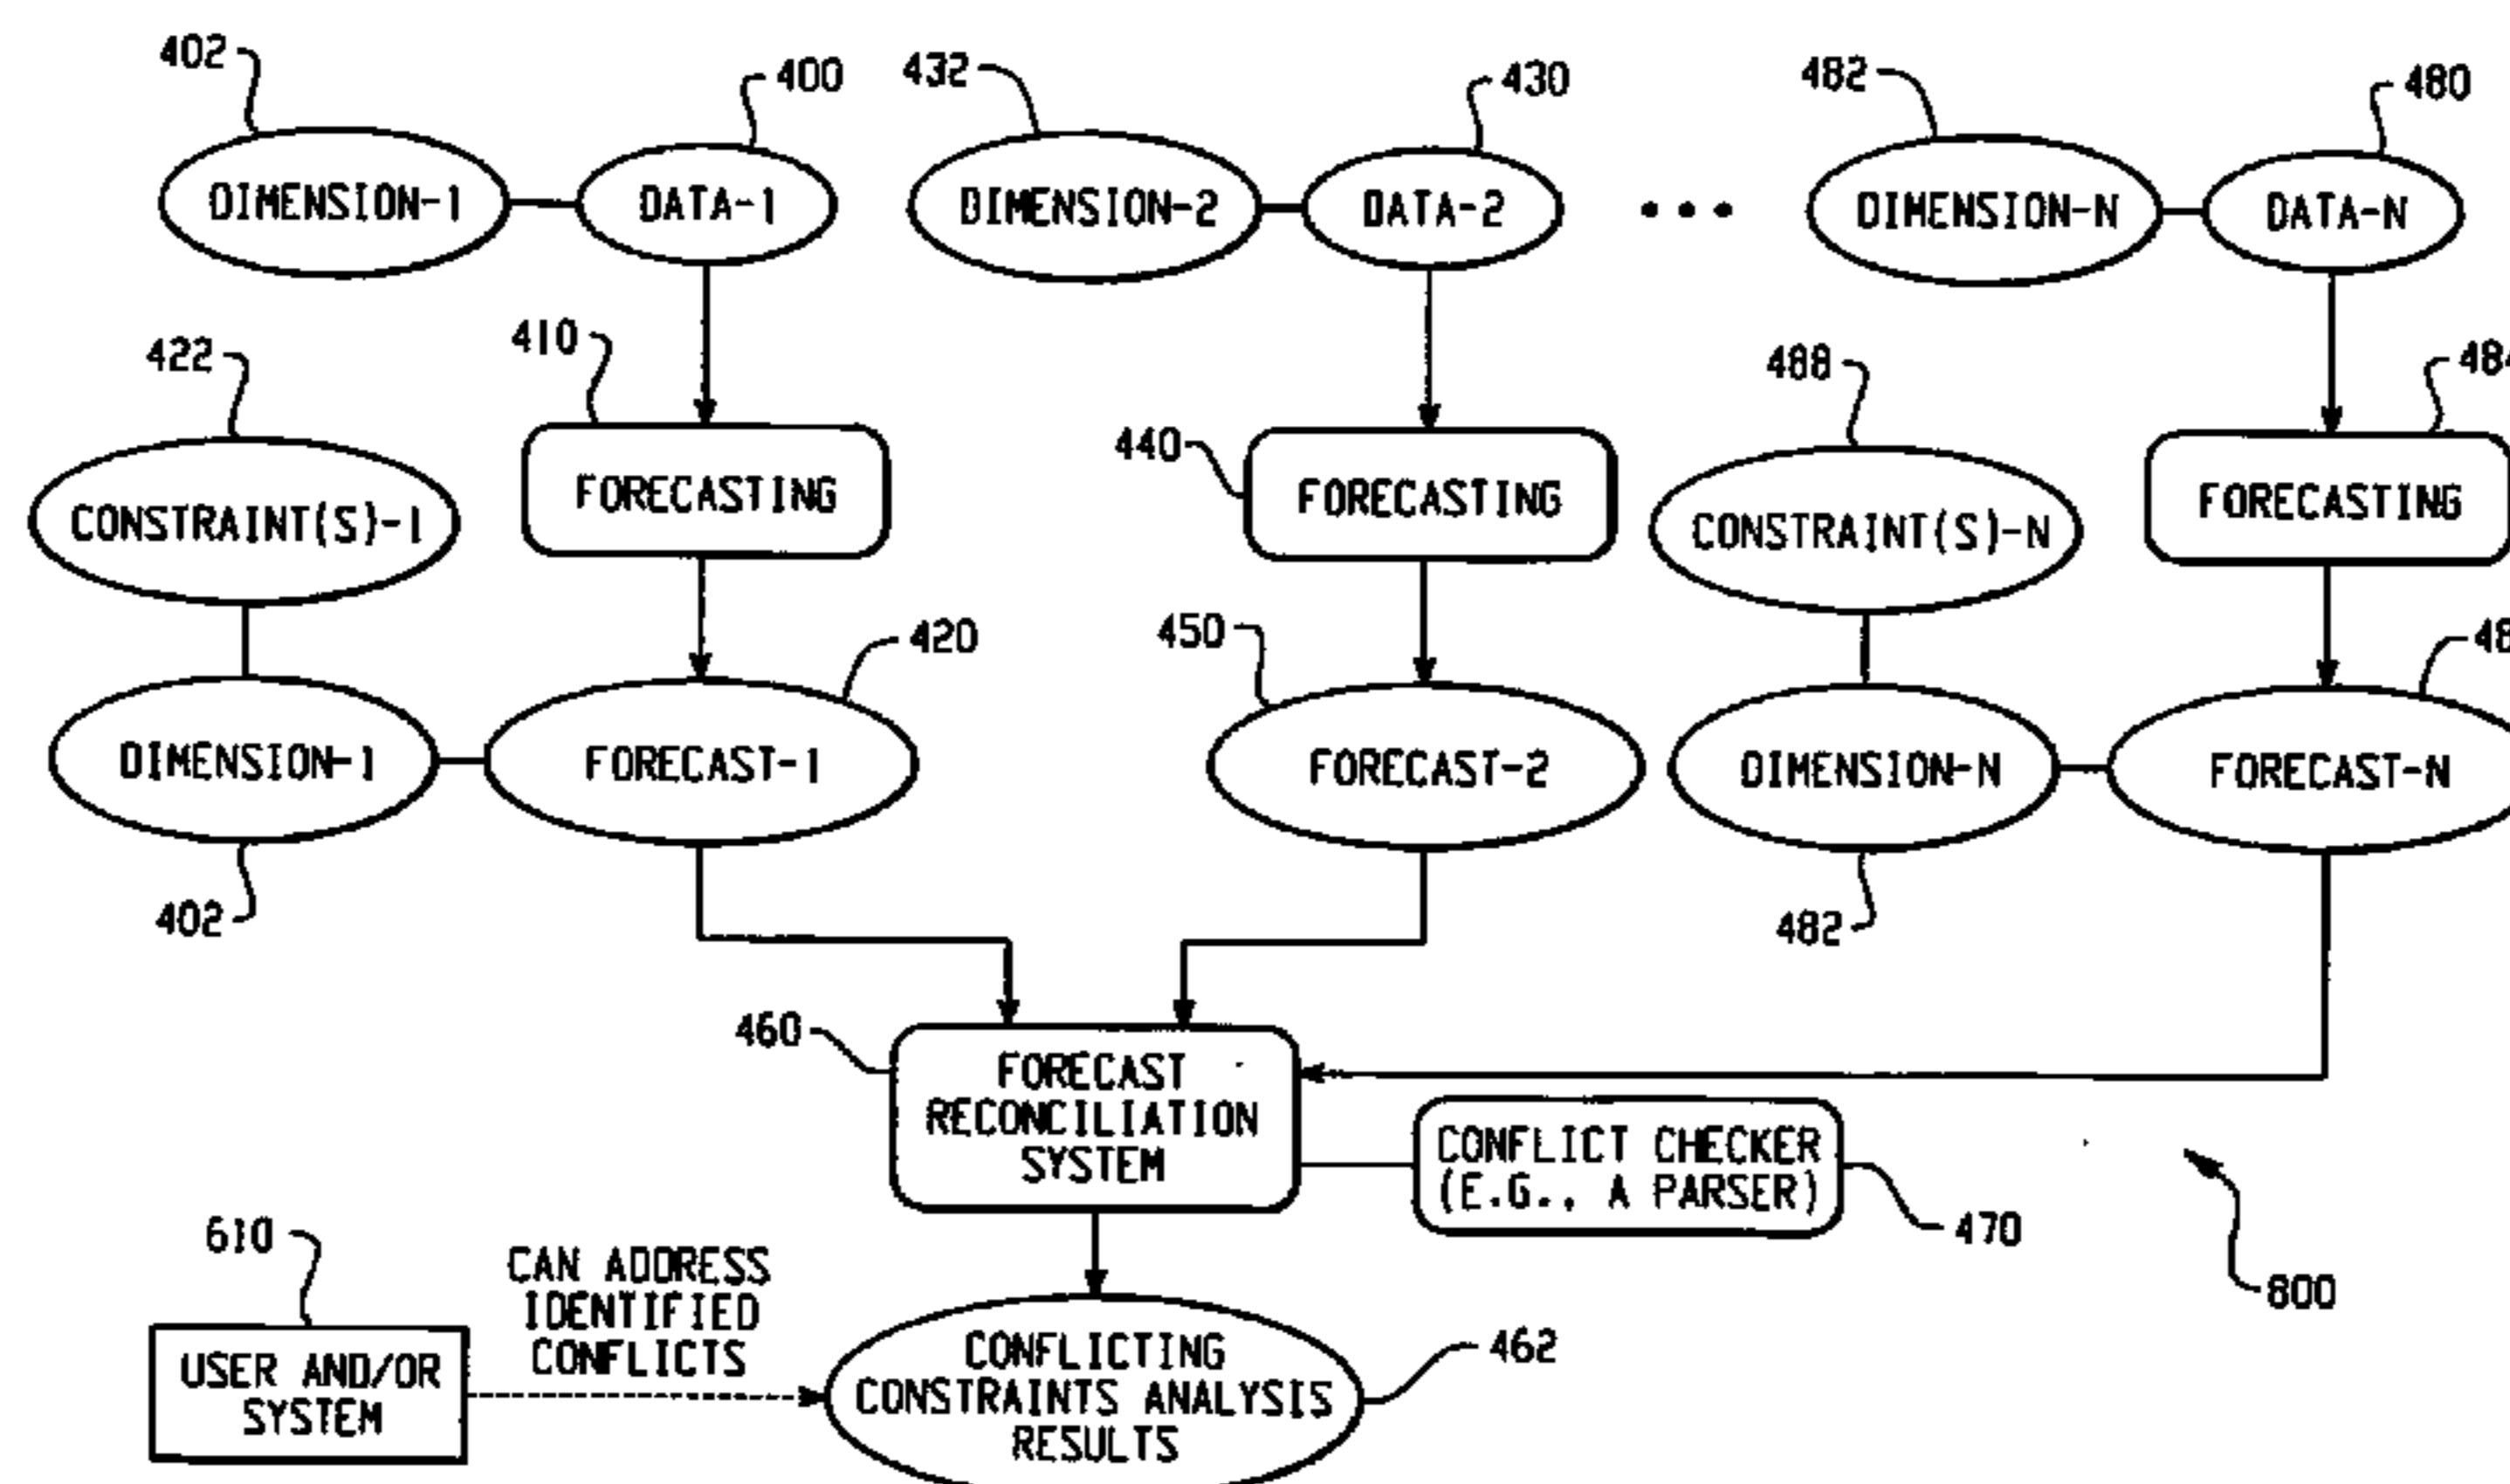 402
400
432
430
482
480
DIMENSION-1
DATA-1
DIMENSION-2
DATA-2
• • •
DIMENSION-N
DATA-N
422
410
488
440
CONSTRAINT(S)-1
FORECASTING
FORECASTING
CONSTRAINT(S)-N
FORECASTING
420
450
DIMENSION-1
FORECAST-1
FORECAST-2
DIMENSION-N
FORECAST-N
402
482
460
FORECAST
RECONCILIATION
SYSTEM
CONFLICT CHECKER
(E.G., A PARSER)
470
610
CAN ADDRESS
IDENTIFIED
CONFLICTS
USER AND/OR
SYSTEM
CONFLICTING
CONSTRAINTS ANALYSIS
RESULTS
462